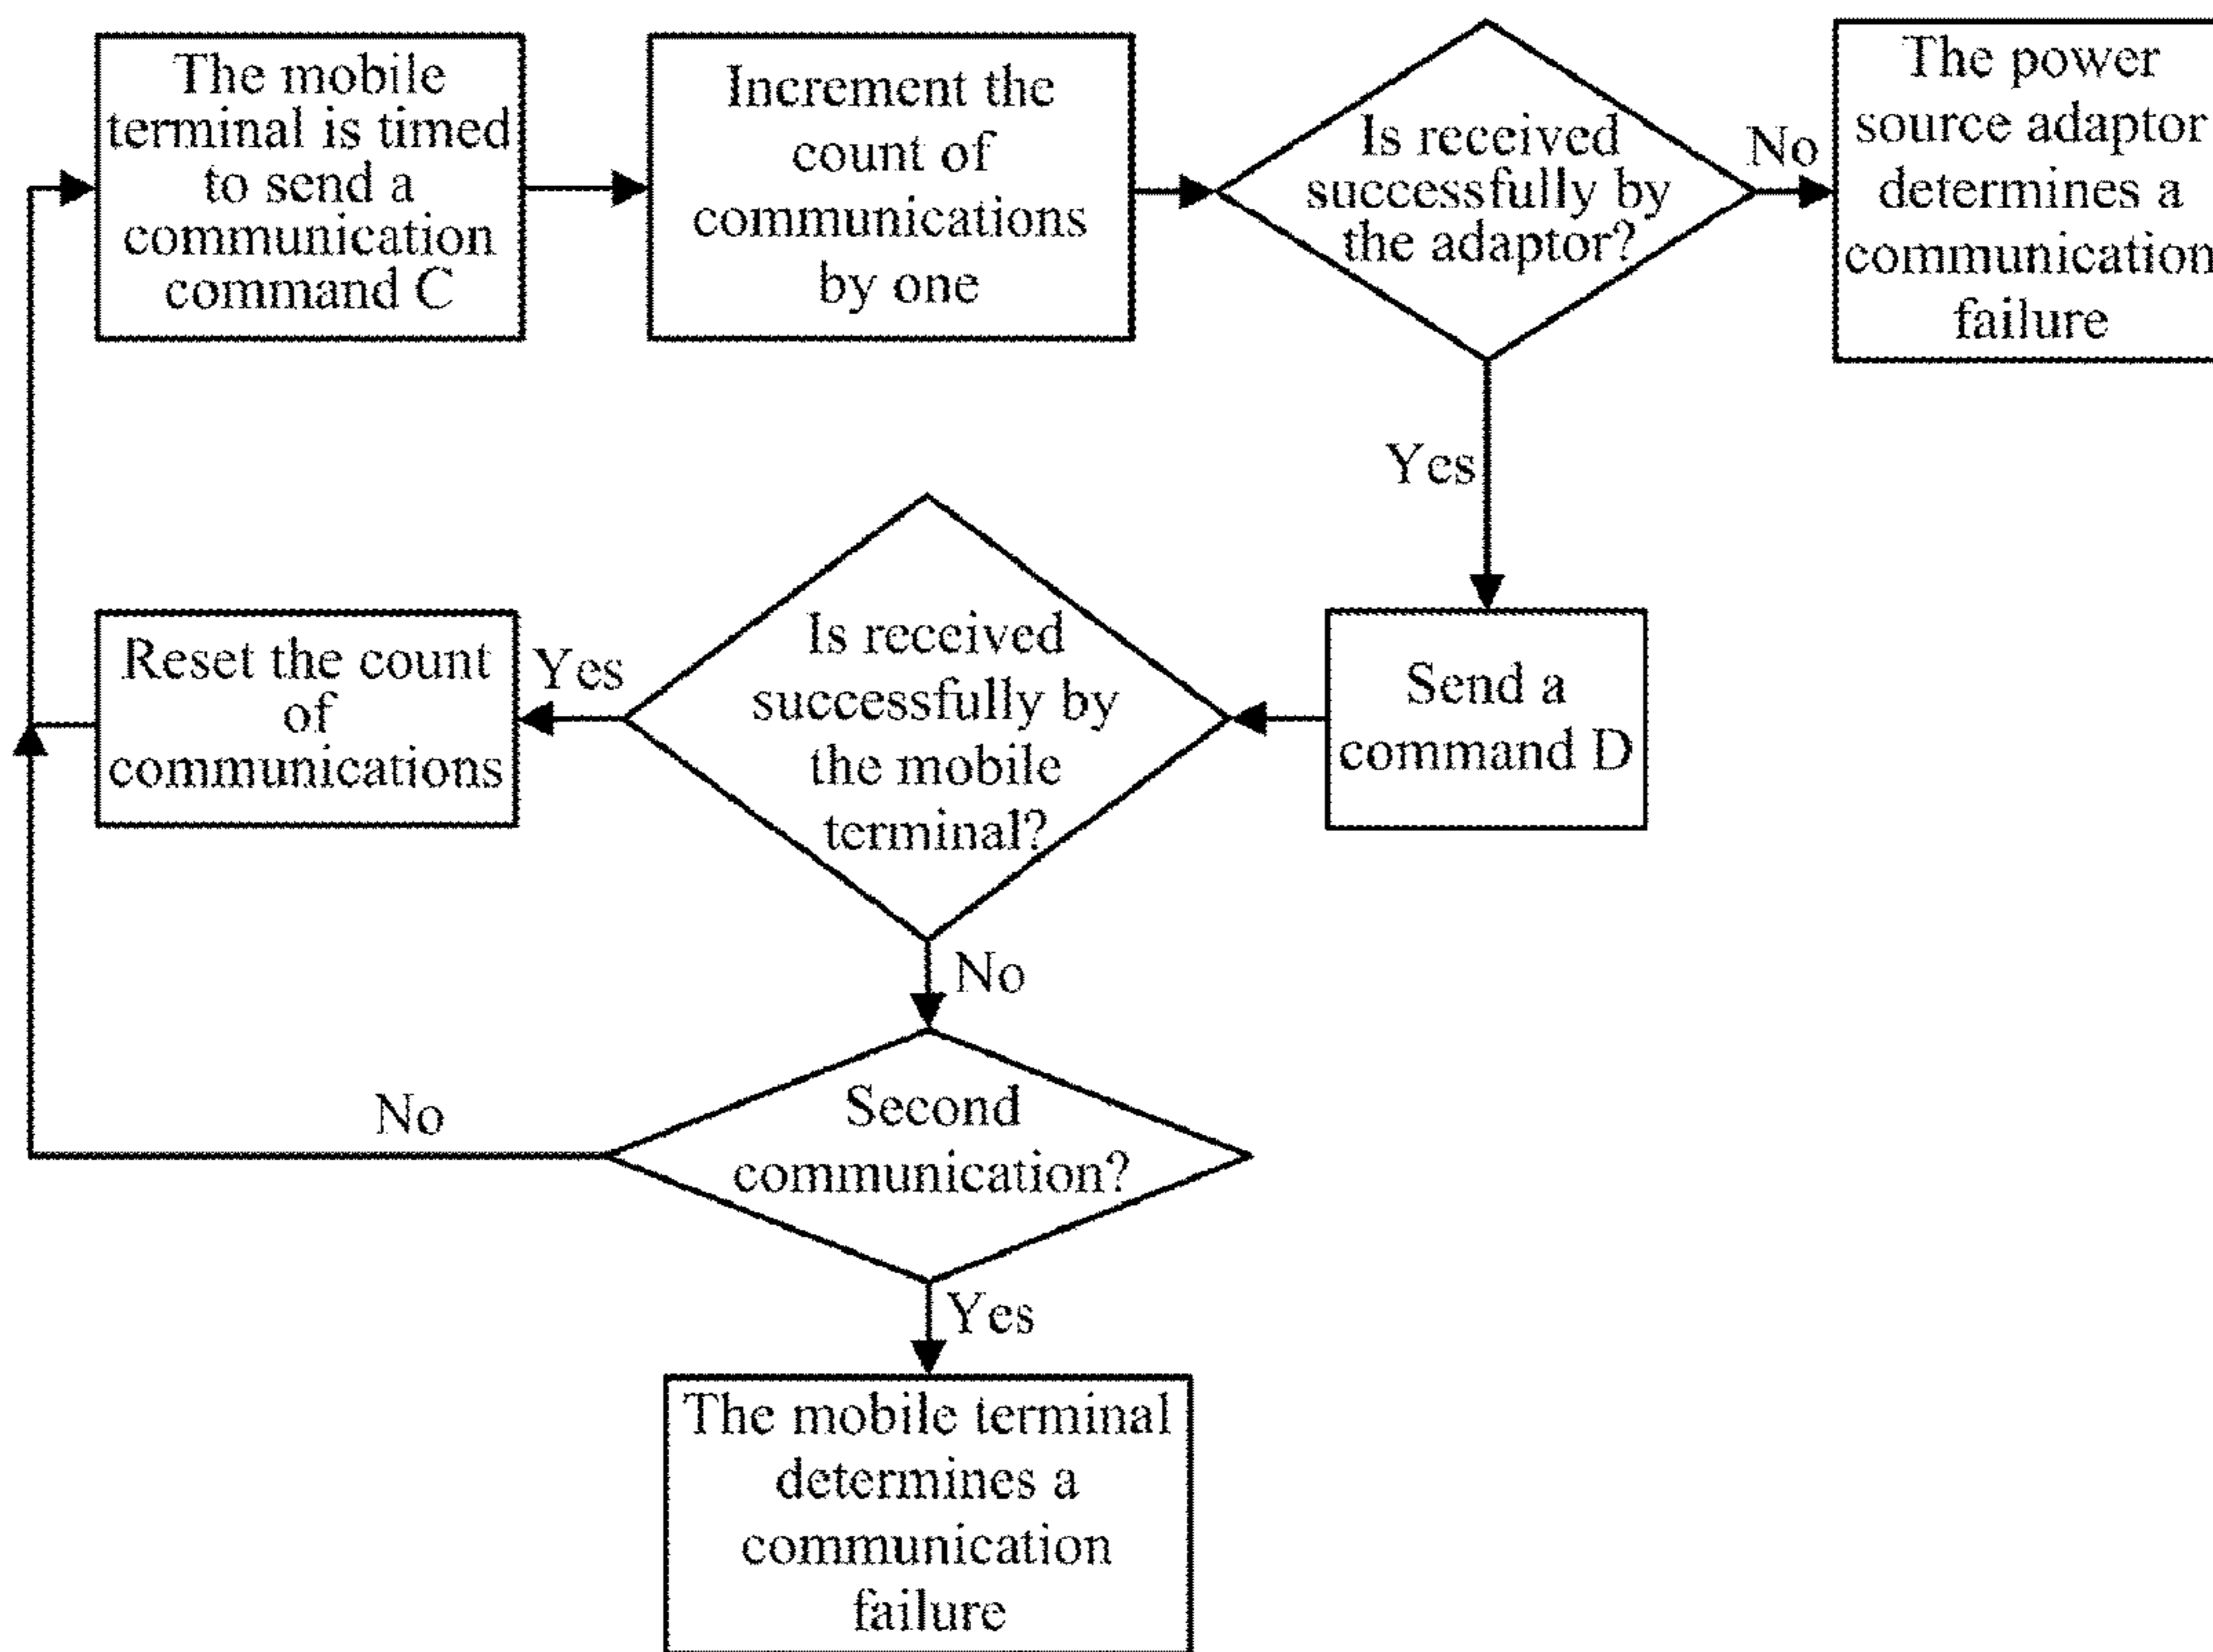 The mobile
terminal is timed
to send a
communication
command C
Increment the
count of
communications
by one
Is received
successfully by
the adaptor?
No
The power
source adaptor
determines a
communication
failure
Yes
Send a
command D
Is received
successfully by
the mobile
terminal?
Yes
Reset the count
of
communications
No
Second
communication?
No
Yes
The mobile terminal
determines a
communication
failure